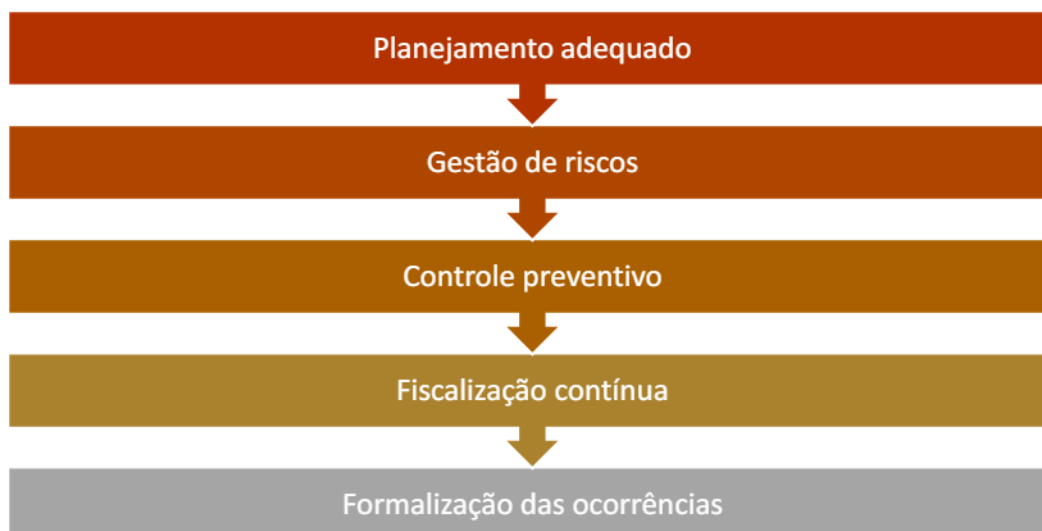 Planejamento adequado
Gestão de riscos
Controle preventivo
Fiscalização contínua
Formalização das ocorrências